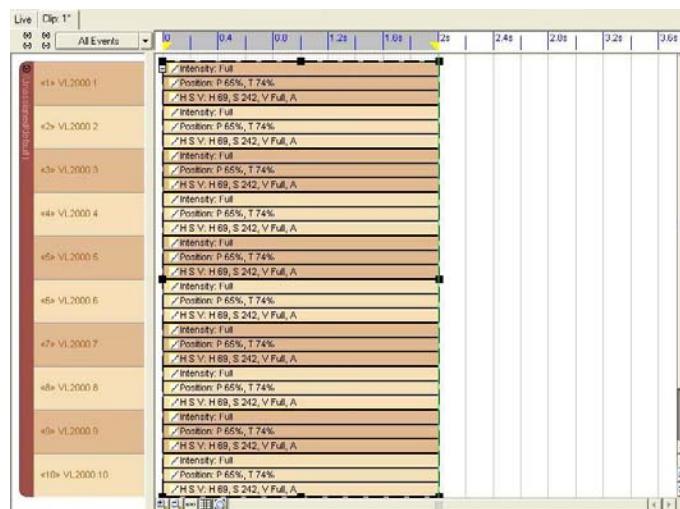 Live Clip: 1*
All Events
0 0.4 0.8 1.2s 1.6s 2s 2.4s 2.8s 3.2s 3.6s
Unassigned(Default)
«1» VL2000 1
Intensity: Full
Position: P 65%, T 74%
H S V: H 69, S 242, V Full, A
«2» VL2000 2
Intensity: Full
Position: P 65%, T 74%
H S V: H 69, S 242, V Full, A
«3» VL2000 3
Intensity: Full
Position: P 65%, T 74%
H S V: H 69, S 242, V Full, A
«4» VL2000 4
Intensity: Full
Position: P 65%, T 74%
H S V: H 69, S 242, V Full, A
«5» VL2000 5
Intensity: Full
Position: P 65%, T 74%
H S V: H 69, S 242, V Full, A
«6» VL2000 6
Intensity: Full
Position: P 65%, T 74%
H S V: H 69, S 242, V Full, A
«7» VL2000 7
Intensity: Full
Position: P 65%, T 74%
H S V: H 69, S 242, V Full, A
«8» VL2000 8
Intensity: Full
Position: P 65%, T 74%
H S V: H 69, S 242, V Full, A
«9» VL2000 9
Intensity: Full
Position: P 65%, T 74%
H S V: H 69, S 242, V Full, A
«10» VL2000 10
Intensity: Full
Position: P 65%, T 74%
H S V: H 69, S 242, V Full, A